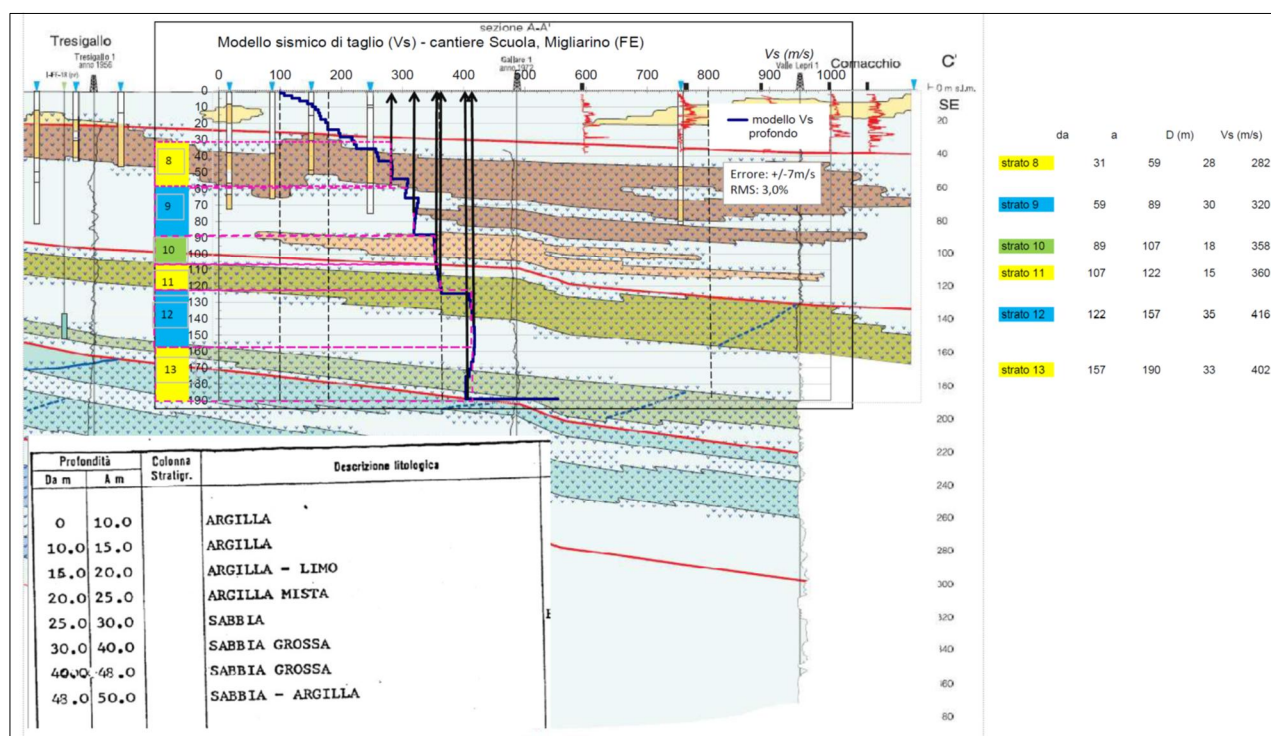 sezione A-A'
Modello sismico di taglio (Vs) - cantiere Scuola, Migliarino (FE)
Tresigallo
Tresigallo 1
anno 1956
Gallare 1
anno 1972
Vs (m/s)
Valle Lepri 1
Comacchio
C'
0 m s.l.m.
SE
0 100 200 300 400 500 600 700 800 900 1000
0
10
20
30
40
50
60
70
80
90
100
110
120
130
140
150
160
170
180
190
8
9
10
11
12
13
modello Vs
profondo
Errore: +/-7m/s
RMS: 3,0%
20
40
60
80
100
120
140
160
180
200
220
240
260
280
300
320
340
360
80
da a D (m) Vs (m/s)
strato 8 31 59 28 282
strato 9 59 89 30 320
strato 10 89 107 18 358
strato 11 107 122 15 360
strato 12 122 157 35 416
strato 13 157 190 33 402
Profondità Colonna Stratigr. Descrizione litologica
Da m A m
0 10.0 ARGILLA
10.0 15.0 ARGILLA
15.0 20.0 ARGILLA - LIMO
20.0 25.0 ARGILLA MISTA
25.0 30.0 SABBIA
30.0 40.0 SABBIA GROSSA
40.0 48.0 SABBIA GROSSA
48.0 50.0 SABBIA - ARGILLA